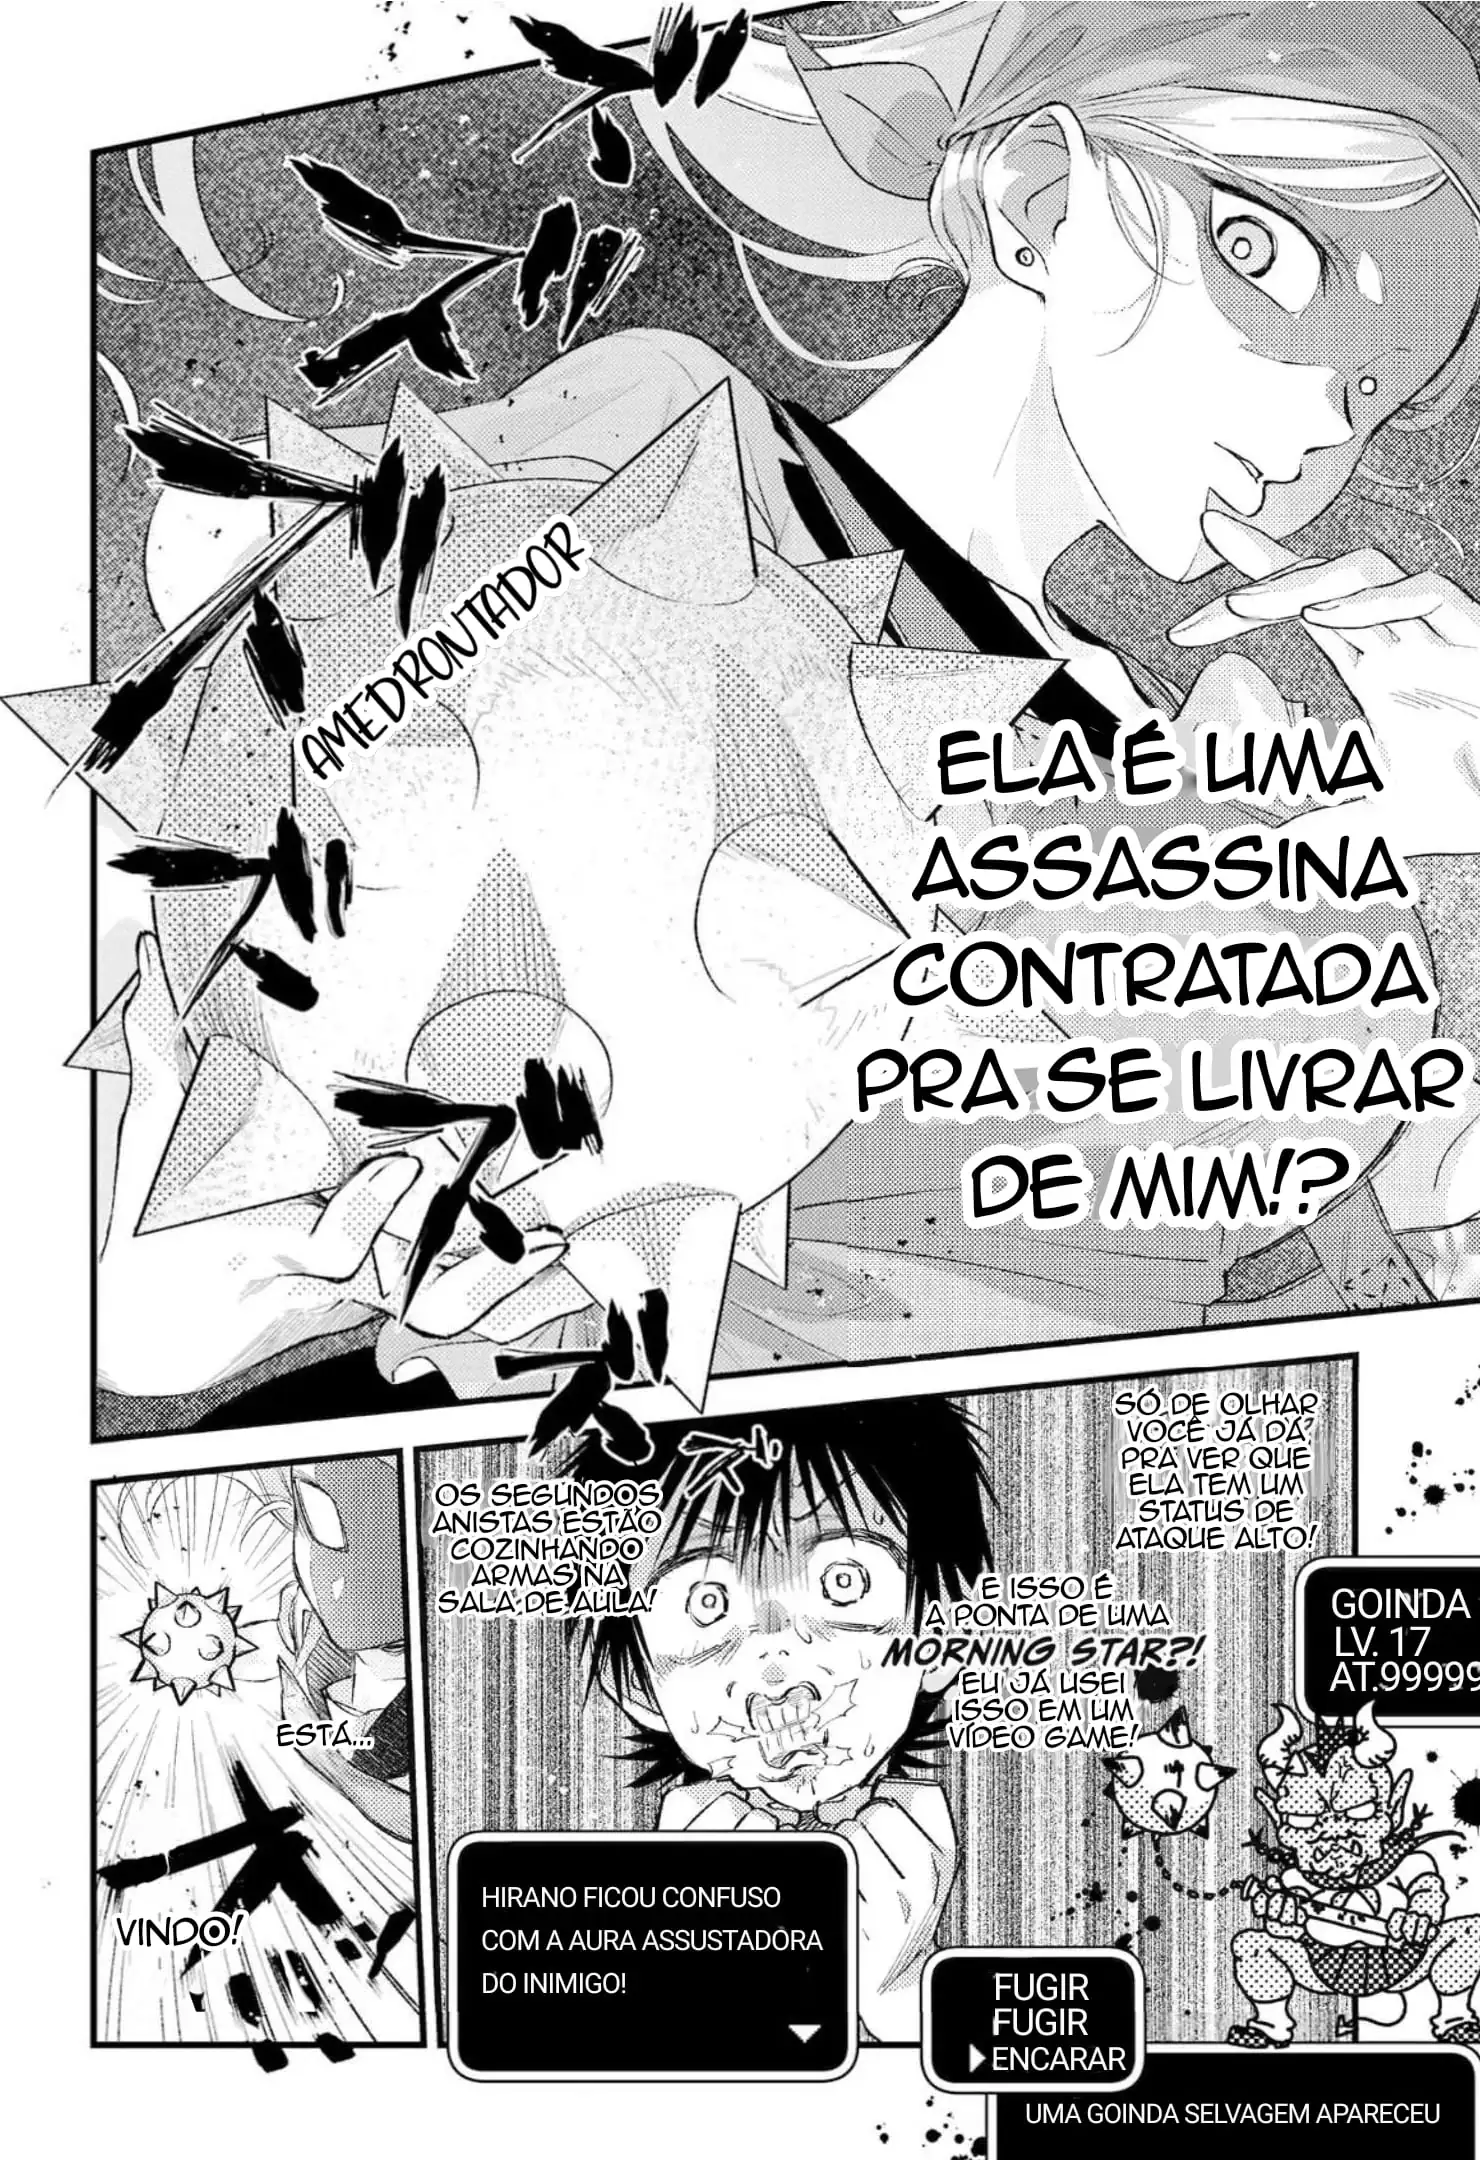 AMEDRONTADOR
ELA É UMA
ASSASSINA
CONTRATADA
PRA SE LIVRAR
DE MIM!?
SÓ DE OLHAR
VOCÊ JÁ DÁ
PRA VER QUE
ELA TEM UM
STATUS DE
ATAQUE ALTO!
OS SEGUNDOS
ANISTAS ESTÃO
COZINHANDO
ARMAS NA
SALA DE AULA!
E ISSO É
A PONTA DE UMA
MORNING STAR?!
EU JÁ USEI
ISSO EM UM
VÍDEO GAME!
GOINDA
LV. 17
AT.99999
ESTÁ...
VINDO!
HIRANO FICOU CONFUSO
COM A AURA ASSUSTADORA
DO INIMIGO!
FUGIR
FUGIR
ENCARAR
UMA GOINDA SELVAGEM APARECEU